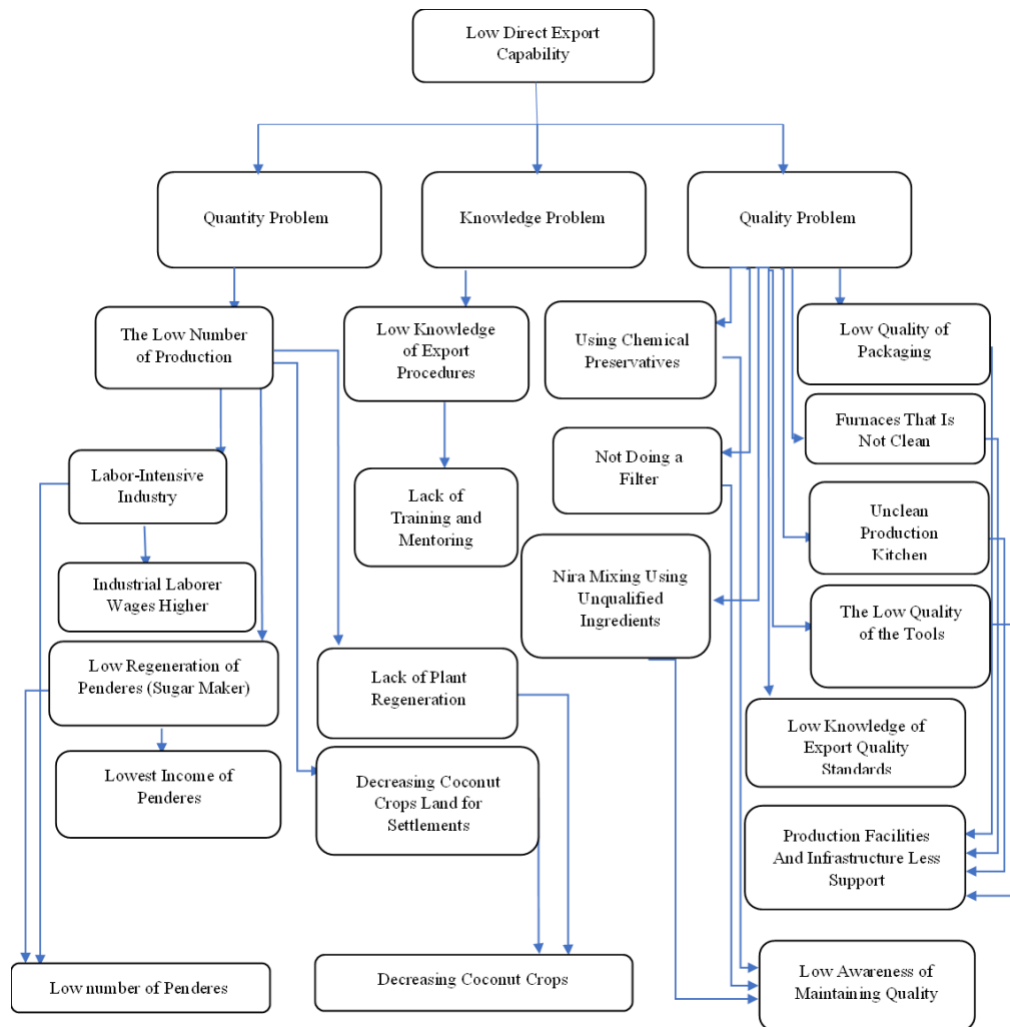 Low Direct Export
Capability
Quantity Problem
Knowledge Problem
Quality Problem
The Low Number
of Production
Low Knowledge
of Export
Procedures
Using Chemical
Preservatives
Low Quality of
Packaging
Furnaces That Is
Not Clean
Labor-Intensive
Industry
Lack of
Training and
Mentoring
Not Doing a
Filter
Unclean
Production
Kitchen
Industrial Laborer
Wages Higher
Nira Mixing Using
Unqualified
Ingredients
The Low Quality
of the Tools
Low Regeneration of
Penderes (Sugar Maker)
Lack of Plant
Regeneration
Low Knowledge of
Export Quality
Standards
Lowest Income of
Penderes
Decreasing Coconut
Crops Land for
Settlements
Production Facilities
And Infrastructure Less
Support
Low number of Penderes
Decreasing Coconut Crops
Low Awareness of
Maintaining Quality